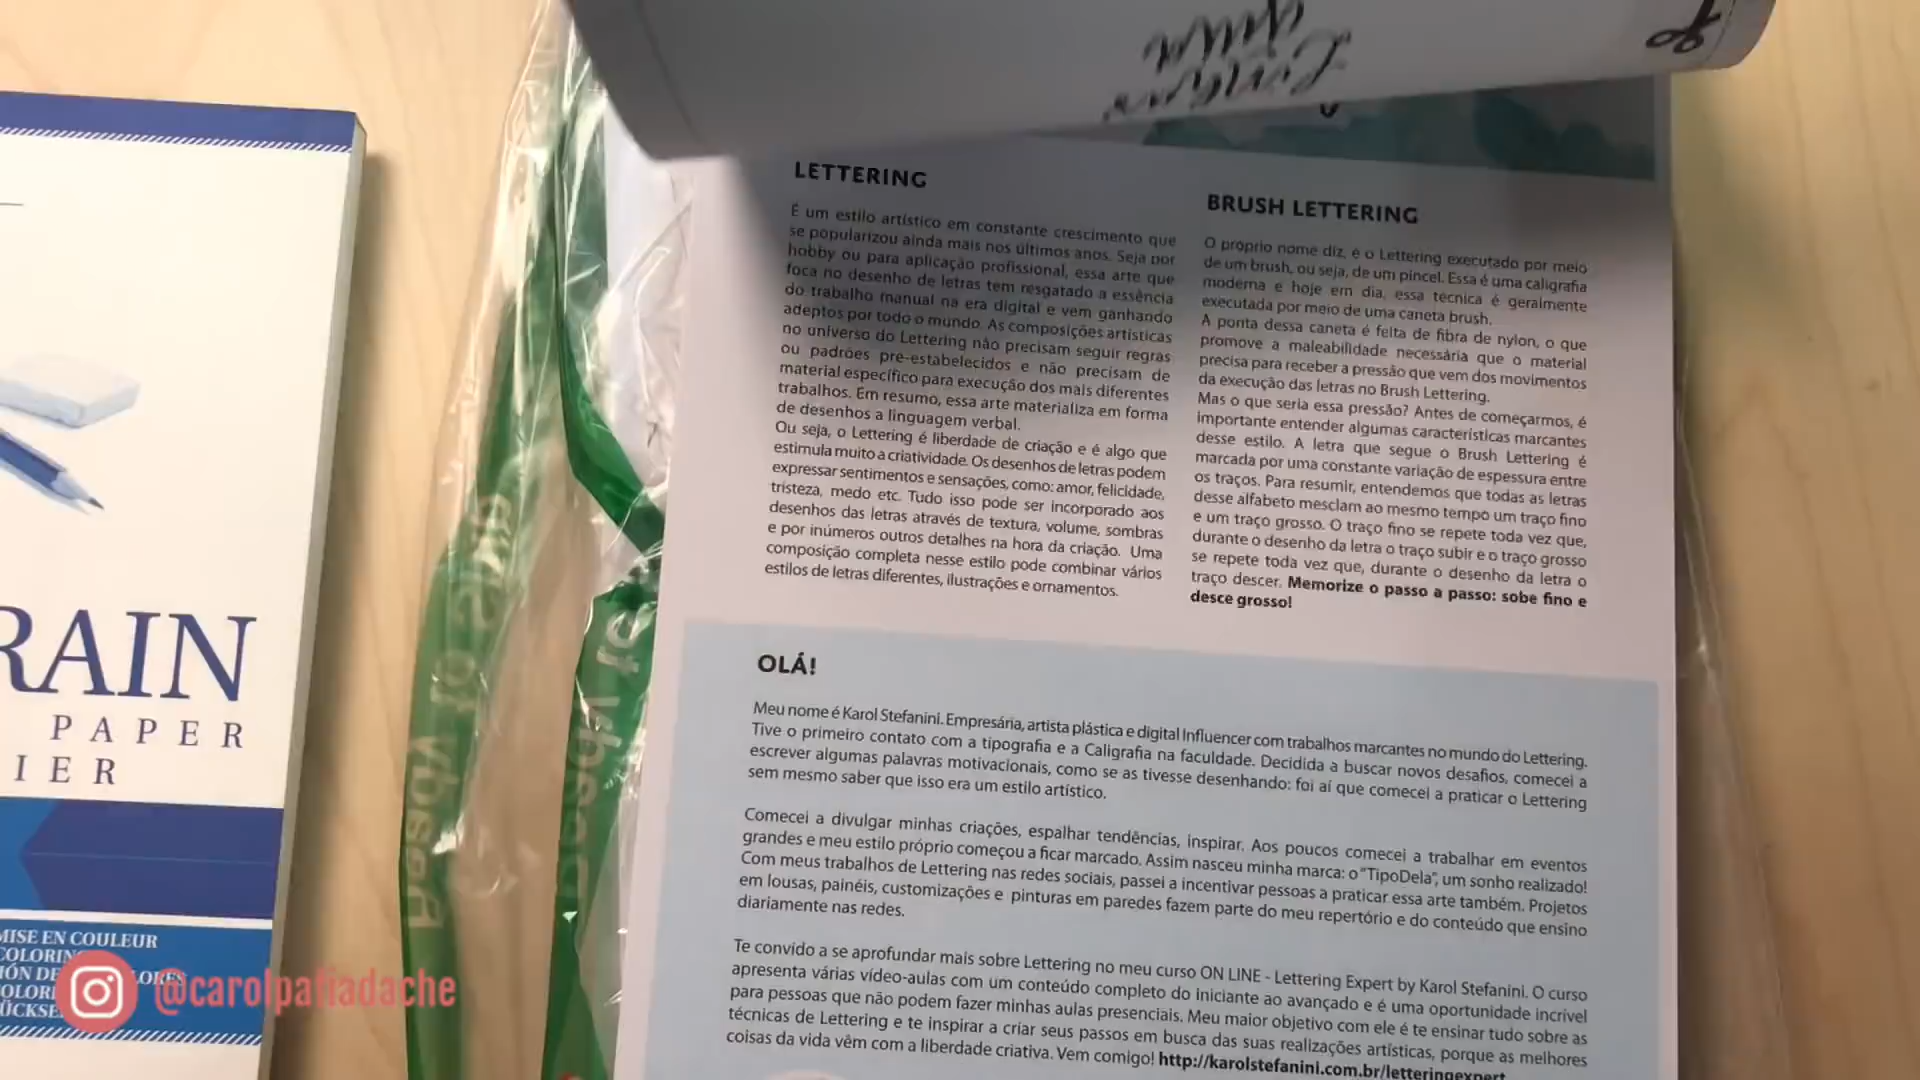 LETTERING
É um estilo artístico em constante crescimento que
se popularizou ainda mais nos últimos anos. Seja por
hobby ou para aplicação profissional, essa arte que
foca no desenho de letras tem resgatado a essência
do trabalho manual na era digital e vem ganhando
adeptos por todo o mundo. As composições artísticas
no universo do Lettering não precisam seguir regras
ou padrões pré-estabelecidos e não precisam de
material específico para execução dos mais diferentes
trabalhos. Em resumo, essa arte materializa em forma
de desenhos a linguagem verbal.
Ou seja, o Lettering é liberdade de criação e é algo que
estimula muito a criatividade. Os desenhos de letras podem
expressar sentimentos e sensações, como: amor, felicidade,
tristeza, medo etc. Tudo isso pode ser incorporado aos
desenhos das letras através de textura, volume, sombras
e por inúmeros outros detalhes na hora da criação. Uma
composição completa nesse estilo pode combinar vários
estilos de letras diferentes, ilustrações e ornamentos.
BRUSH LETTERING
O próprio nome diz, é o Lettering executado por meio
de um brush, ou seja, de um pincel. Essa é uma caligrafia
moderna e hoje em dia, essa técnica é geralmente
executada por meio de uma caneta brush.
A ponta dessa caneta é feita de fibra de nylon, o que
promove a maleabilidade necessária que o material
precisa para receber a pressão que vem dos movimentos
da execução das letras no Brush Lettering.
Mas o que seria essa pressão? Antes de começarmos, é
importante entender algumas características marcantes
desse estilo. A letra que segue o Brush Lettering é
marcada por uma constante variação de espessura entre
os traços. Para resumir, entendemos que todas as letras
desse alfabeto mesclam ao mesmo tempo um traço fino
e um traço grosso. O traço fino se repete toda vez que,
durante o desenho da letra o traço subir e o traço grosso
se repete toda vez que, durante o desenho da letra o
traço descer. Memorize o passo a passo: sobe fino e
desce grosso!
OLÁ!
Meu nome é Karol Stefanini. Empresária, artista plástica e digital Influencer com trabalhos marcantes no mundo do Lettering.
Tive o primeiro contato com a tipografia e a Caligrafia na faculdade. Decidida a buscar novos desafios, comecei a
escrever algumas palavras motivacionais, como se as tivesse desenhando: foi aí que comecei a praticar o Lettering
sem mesmo saber que isso era um estilo artístico.
Comecei a divulgar minhas criações, espalhar tendências, inspirar. Aos poucos comecei a trabalhar em eventos
grandes e meu estilo próprio começou a ficar marcado. Assim nasceu minha marca: o "TipoDela", um sonho realizado!
Com meus trabalhos de Lettering nas redes sociais, passei a incentivar pessoas a praticar essa arte também. Projetos
em lousas, painéis, customizações e pinturas em paredes fazem parte do meu repertório e do conteúdo que ensino
diariamente nas redes.
Te convido a se aprofundar mais sobre Lettering no meu curso ON LINE - Lettering Expert by Karol Stefanini. O curso
apresenta várias vídeo-aulas com um conteúdo completo do iniciante ao avançado e é uma oportunidade incrível
para pessoas que não podem fazer minhas aulas presenciais. Meu maior objetivo com ele é te ensinar tudo sobre as
técnicas de Lettering e te inspirar a criar seus passos em busca das suas realizações artísticas, porque as melhores
coisas da vida vêm com a liberdade criativa. Vem comigo! http://karolstefanini.com.br/letteringexpert
RAIN
PAPER
IER
MISE EN COULEUR
@carolpafiadache